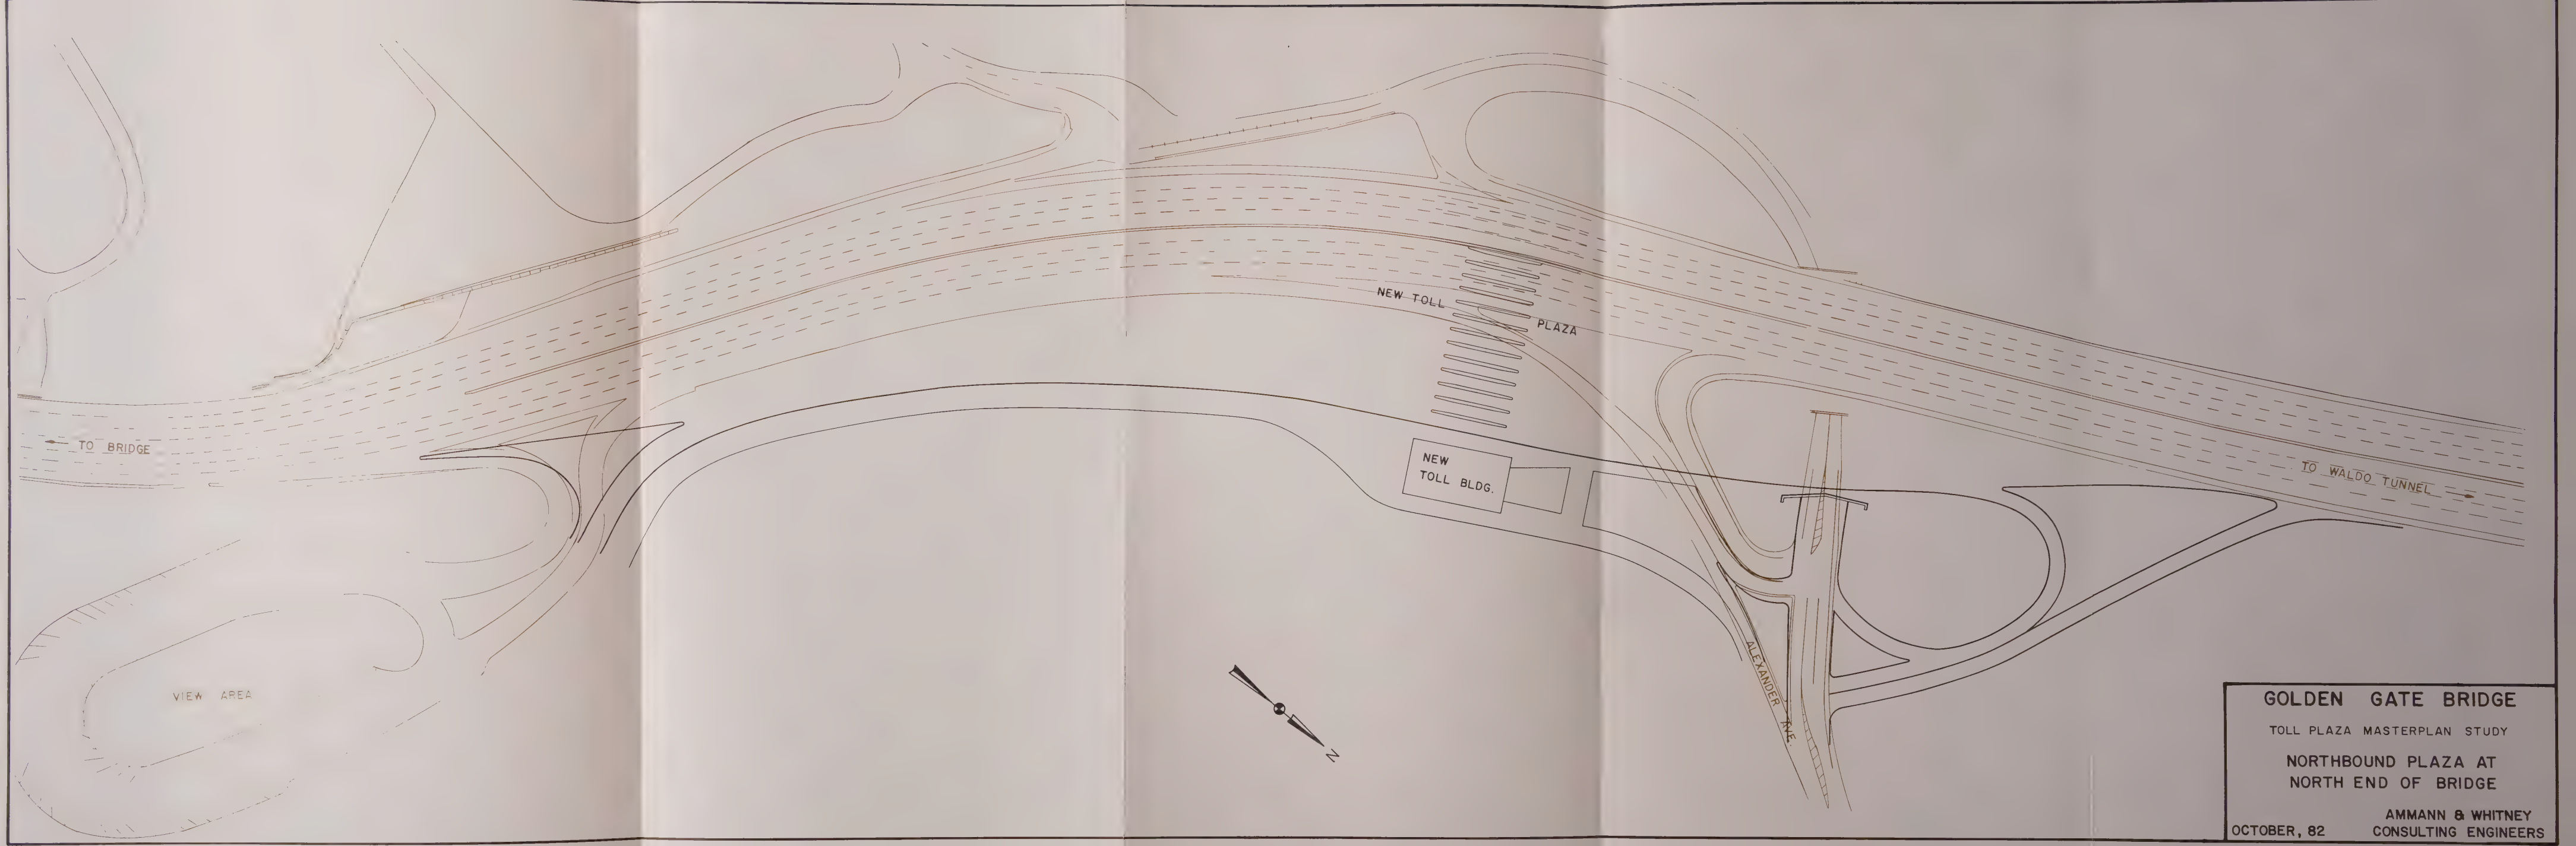 TO BRIDGE
VIEW AREA
NEW TOLL
PLAZA
NEW
TOLL BLDG.
ALEXANDER AVE.
TO WALDO TUNNEL
N
GOLDEN GATE BRIDGE
TOLL PLAZA MASTERPLAN STUDY
NORTHBOUND PLAZA AT
NORTH END OF BRIDGE
AMMANN & WHITNEY
OCTOBER, 82 CONSULTING ENGINEERS